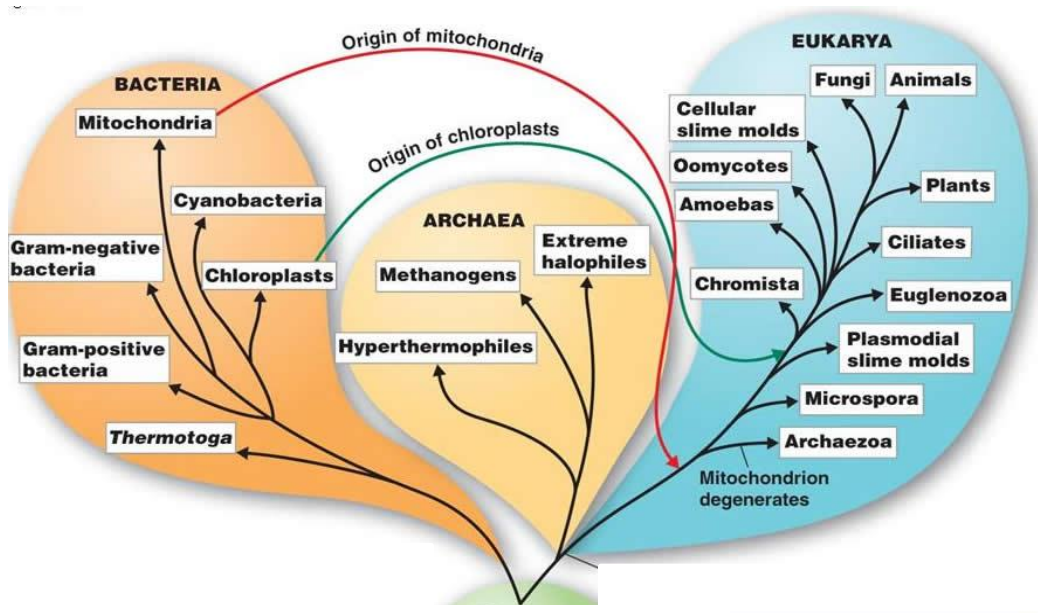 Origin of mitochondria
BACTERIA
Mitochondria
Origin of chloroplasts
Cyanobacteria
Gram-negative
bacteria
Chloroplasts
Gram-positive
bacteria
Thermotoga
ARCHAEA
Extreme
halophiles
Methanogens
Hyperthermophiles
EUKARYA
Fungi
Animals
Cellular
slime molds
Oomycotes
Plants
Amoebas
Ciliates
Chromista
Euglenozoa
Plasmodial
slime molds
Microspora
Archaezoa
Mitochondrion
degenerates